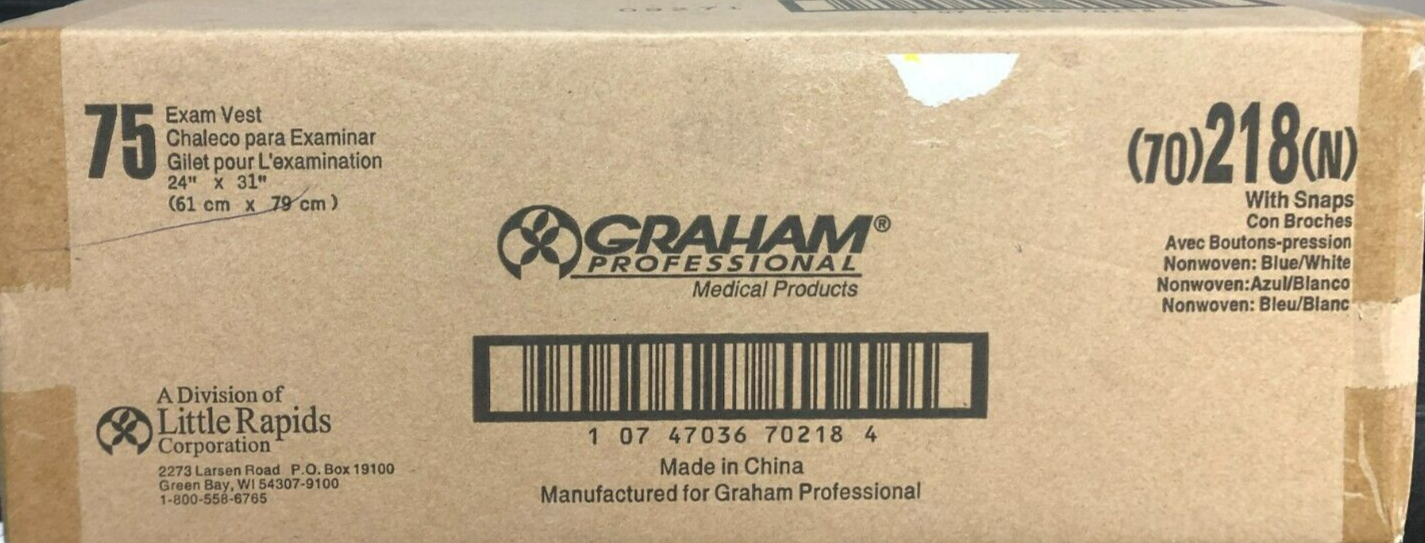 75
Exam Vest
Chaleco para Examinar
Gilet pour L'examination
24" x 31"
(61 cm x 79 cm)
(70)218(N)
With Snaps
Con Broches
Avec Boutons-pression
Nonwoven: Blue/White
Nonwoven:Azul/Blanco
Nonwoven: Bleu/Blanc
GRAHAM®
PROFESSIONAL
Medical Products
1 07 47036 70218 4
Made in China
Manufactured for Graham Professional
A Division of
Little Rapids
Corporation
2273 Larsen Road P.O. Box 19100
Green Bay, WI 54307-9100
1-800-558-6765